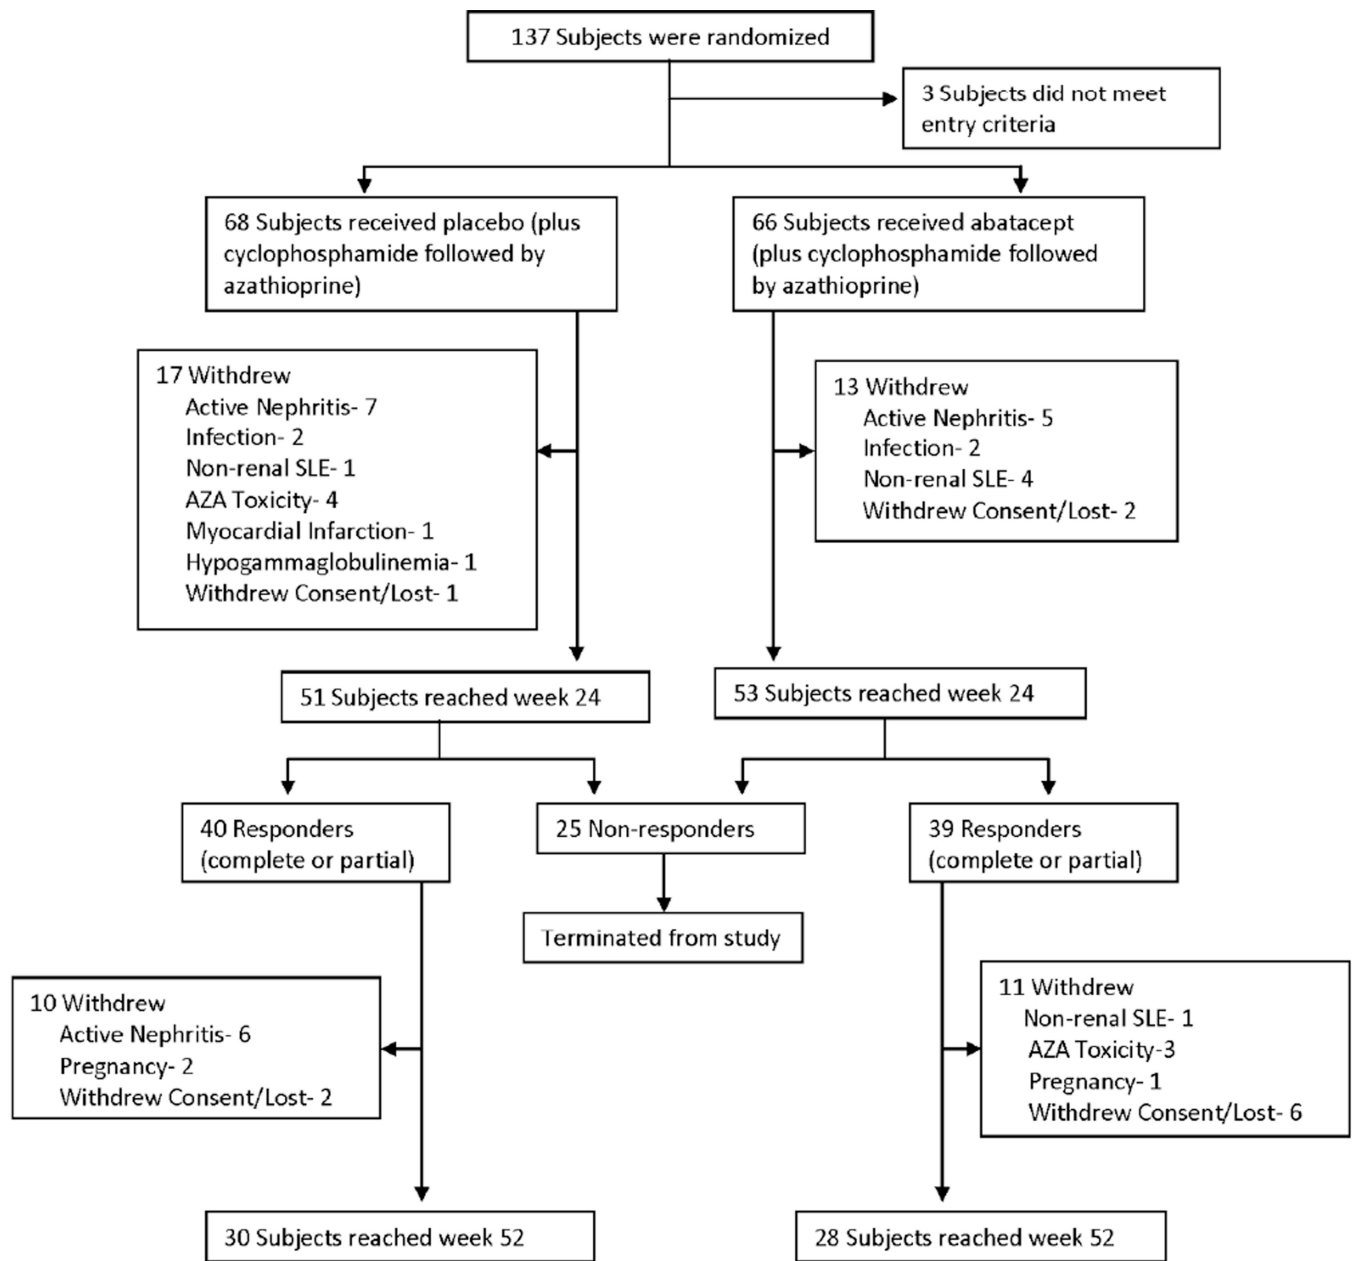 137 Subjects were randomized
3 Subjects did not meet
entry criteria
68 Subjects received placebo (plus
cyclophosphamide followed by
azathioprine)
66 Subjects received abatacept
(plus cyclophosphamide followed
by azathioprine)
17 Withdrew
Active Nephritis- 7
Infection- 2
Non-renal SLE- 1
AZA Toxicity- 4
Myocardial Infarction- 1
Hypogammaglobulinemia- 1
Withdrew Consent/Lost- 1
13 Withdrew
Active Nephritis- 5
Infection- 2
Non-renal SLE- 4
Withdrew Consent/Lost- 2
51 Subjects reached week 24
53 Subjects reached week 24
40 Responders
(complete or partial)
25 Non-responders
39 Responders
(complete or partial)
Terminated from study
10 Withdrew
Active Nephritis- 6
Pregnancy- 2
Withdrew Consent/Lost- 2
11 Withdrew
Non-renal SLE- 1
AZA Toxicity-3
Pregnancy- 1
Withdrew Consent/Lost- 6
30 Subjects reached week 52
28 Subjects reached week 52